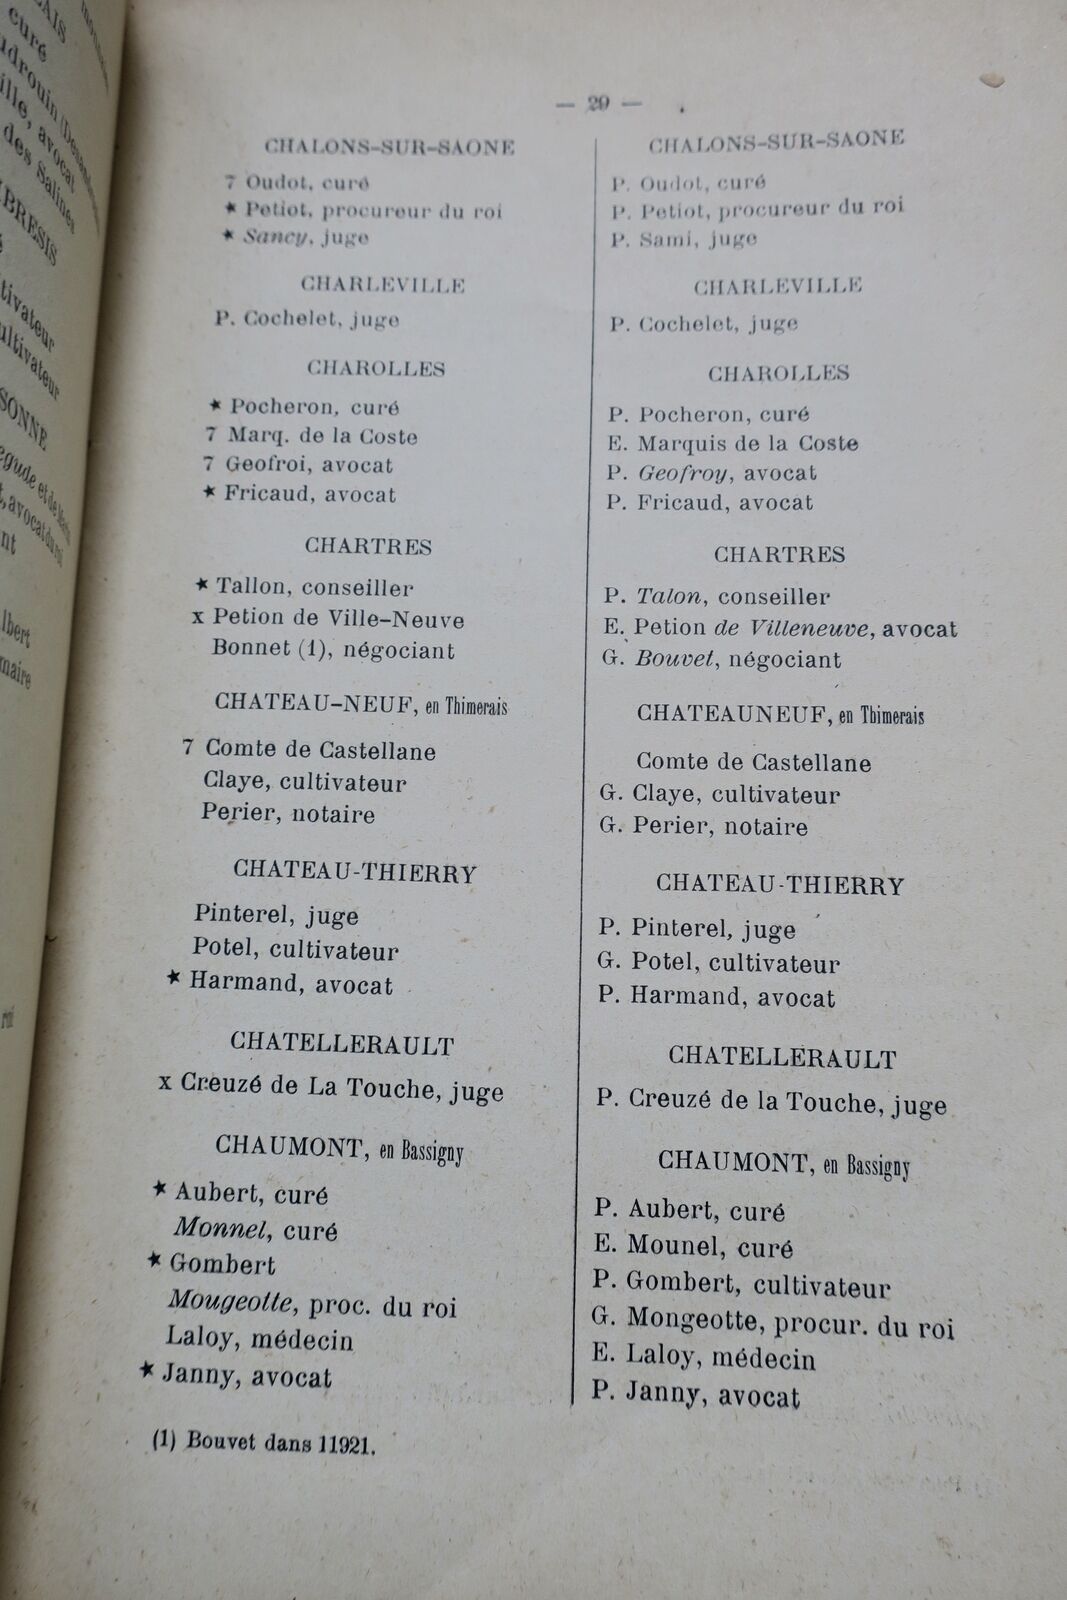 — 29 —
CHALONS-SUR-SAONE
7 Oudot, curé
★ Petiot, procureur du roi
★ Sancy, juge
CHARLEVILLE
P. Cochelet, juge
CHAROLLES
★ Pocheron, curé
7 Marq. de la Coste
7 Geofroi, avocat
★ Fricaud, avocat
CHARTRES
★ Tallon, conseiller
x Petion de Ville-Neuve
Bonnet (1), négociant
CHATEAU-NEUF, en Thimerais
7 Comte de Castellane
Claye, cultivateur
Perier, notaire
CHATEAU-THIERRY
Pinterel, juge
Potel, cultivateur
★ Harmand, avocat
CHATELLERAULT
x Creuzé de La Touche, juge
CHAUMONT, en Bassigny
★ Aubert, curé
Monnel, curé
★ Gombert
Mougeotte, proc. du roi
Laloy, médecin
★ Janny, avocat
(1) Bouvet dans 11921.
CHALONS-SUR-SAONE
P. Oudot, curé
P. Petiot, procureur du roi
P. Sami, juge
CHARLEVILLE
P. Cochelet, juge
CHAROLLES
P. Pocheron, curé
E. Marquis de la Coste
P. Geofroy, avocat
P. Fricaud, avocat
CHARTRES
P. Talon, conseiller
E. Petion de Villeneuve, avocat
G. Bouvet, négociant
CHATEAUNEUF, en Thimerais
Comte de Castellane
G. Claye, cultivateur
G. Perier, notaire
CHATEAU-THIERRY
P. Pinterel, juge
G. Potel, cultivateur
P. Harmand, avocat
CHATELLERAULT
P. Creuzé de la Touche, juge
CHAUMONT, en Bassigny
P. Aubert, curé
E. Mounel, curé
P. Gombert, cultivateur
G. Mongeotte, procur. du roi
E. Laloy, médecin
P. Janny, avocat